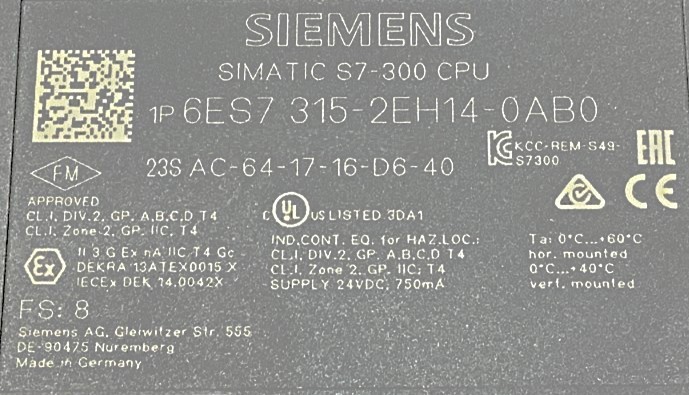 SIEMENS
SIMATIC S7-300 CPU
1P 6ES7 315-2EH14-0AB0
23S AC-64-17-16-D6-40
KCC-REM-S49-
S7300
EAC
FM
APPROVED
CL.I, DIV.2, GP. A,B,C,D T4
CL.I, Zone 2, GP. IIC, T4
CE
Ex
II 3 G Ex nA IIC T4 Gc
DEKRA 13ATEX0015 X
IECEx DEK 14.0042X
c UL US LISTED 3DA1
IND.CONT. EQ. for HAZ.LOC.:
CL.I, DIV.2, GP. A,B,C,D T4
CL.I, Zone 2, GP. IIC, T4
SUPPLY 24VDC, 750mA
Ta: 0°C...+60°C
hor. mounted
0°C...+40°C
vert. mounted
FS: 8
Siemens AG, Gleiwitzer Str. 555
DE-90475 Nuremberg
Made in Germany